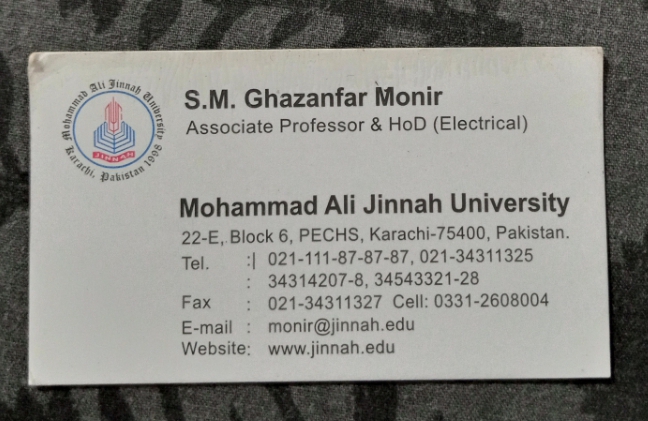 Mohammad Ali Jinnah University
Karachi, Pakistan 1998
JINNAH
S.M. Ghazanfar Monir
Associate Professor & HoD (Electrical)
Mohammad Ali Jinnah University
22-E, Block 6, PECHS, Karachi-75400, Pakistan.
Tel. :| 021-111-87-87-87, 021-34311325
: 34314207-8, 34543321-28
Fax : 021-34311327 Cell: 0331-2608004
E-mail : monir@jinnah.edu
Website: www.jinnah.edu